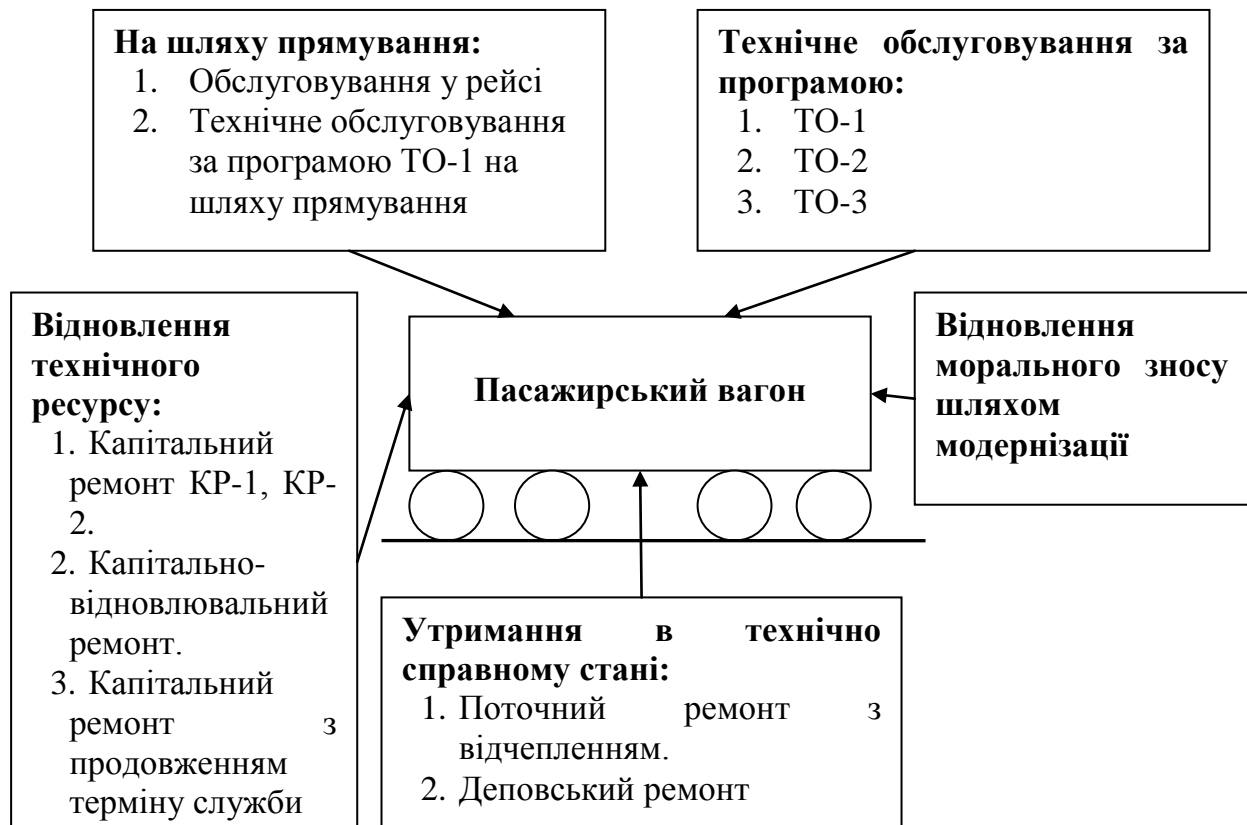 На шляху прямування:
1. Обслуговування у рейсі
2. Технічне обслуговування
за програмою ТО-1 на
шляху прямування
Технічне обслуговування за
програмою:
1. ТО-1
2. ТО-2
3. ТО-3
Відновлення
технічного
ресурсу:
1. Капітальний
ремонт КР-1, КР-
2.
2. Капітально-
відновлювальний
ремонт.
3. Капітальний
ремонт з
продовженням
терміну служби
Пасажирський вагон
Відновлення
морального зносу
шляхом
модернізації
Утримання в технічно
справному стані:
1. Поточний ремонт з
відчепленням.
2. Деповський ремонт